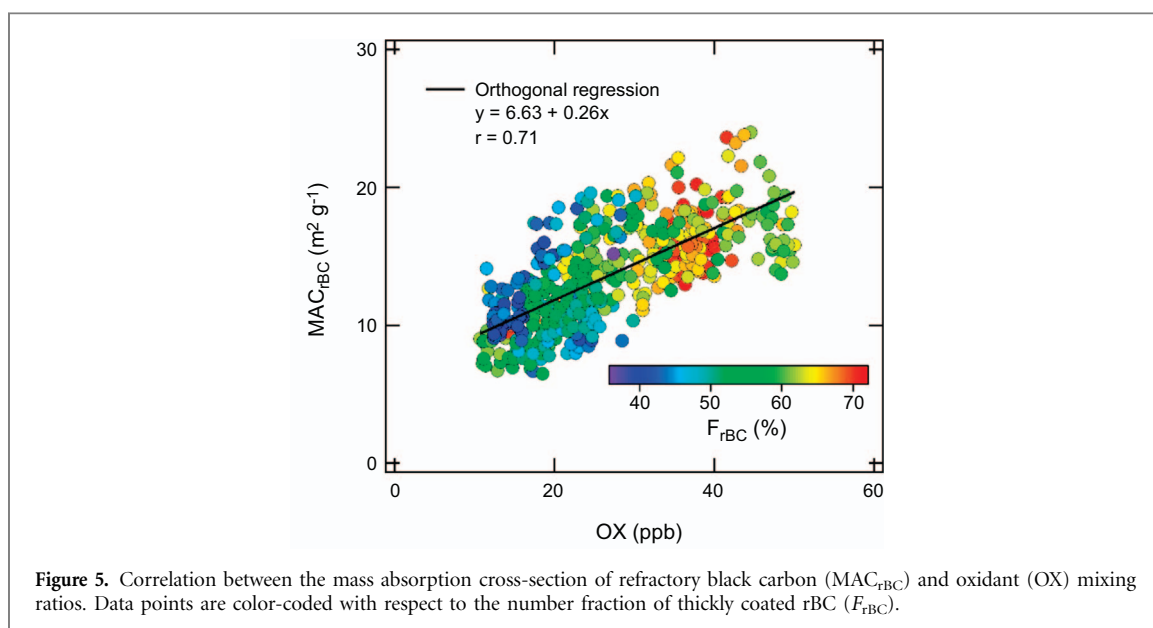 30
Orthogonal regression
y = 6.63 + 0.26x
r = 0.71
20
10
0
MAC_rBC (m² g⁻¹)
40 50 60 70
F_rBC (%)
0 20 40 60
OX (ppb)
Figure 5. Correlation between the mass absorption cross-section of refractory black carbon (MAC_rBC) and oxidant (OX) mixing
ratios. Data points are color-coded with respect to the number fraction of thickly coated rBC (F_rBC).